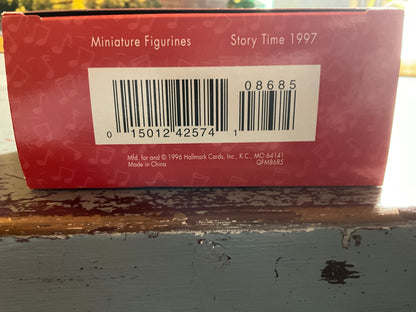 Miniature Figurines Story Time 1997
08685
0 15012 42574 1
Mfd. for and © 1996 Hallmark Cards, Inc., K.C., MO 64141
Made in China QFM8685